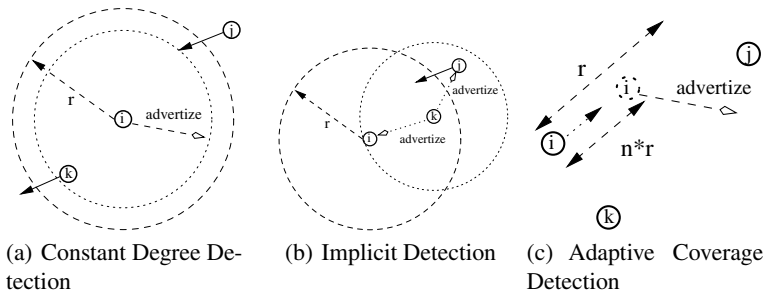 j
i
r
advertize
k
j
advertize
k
r
i
advertize
r
i
j
advertize
i
n*r
k
(a) Constant Degree De-
tection
(b) Implicit Detection
(c) Adaptive Coverage
Detection